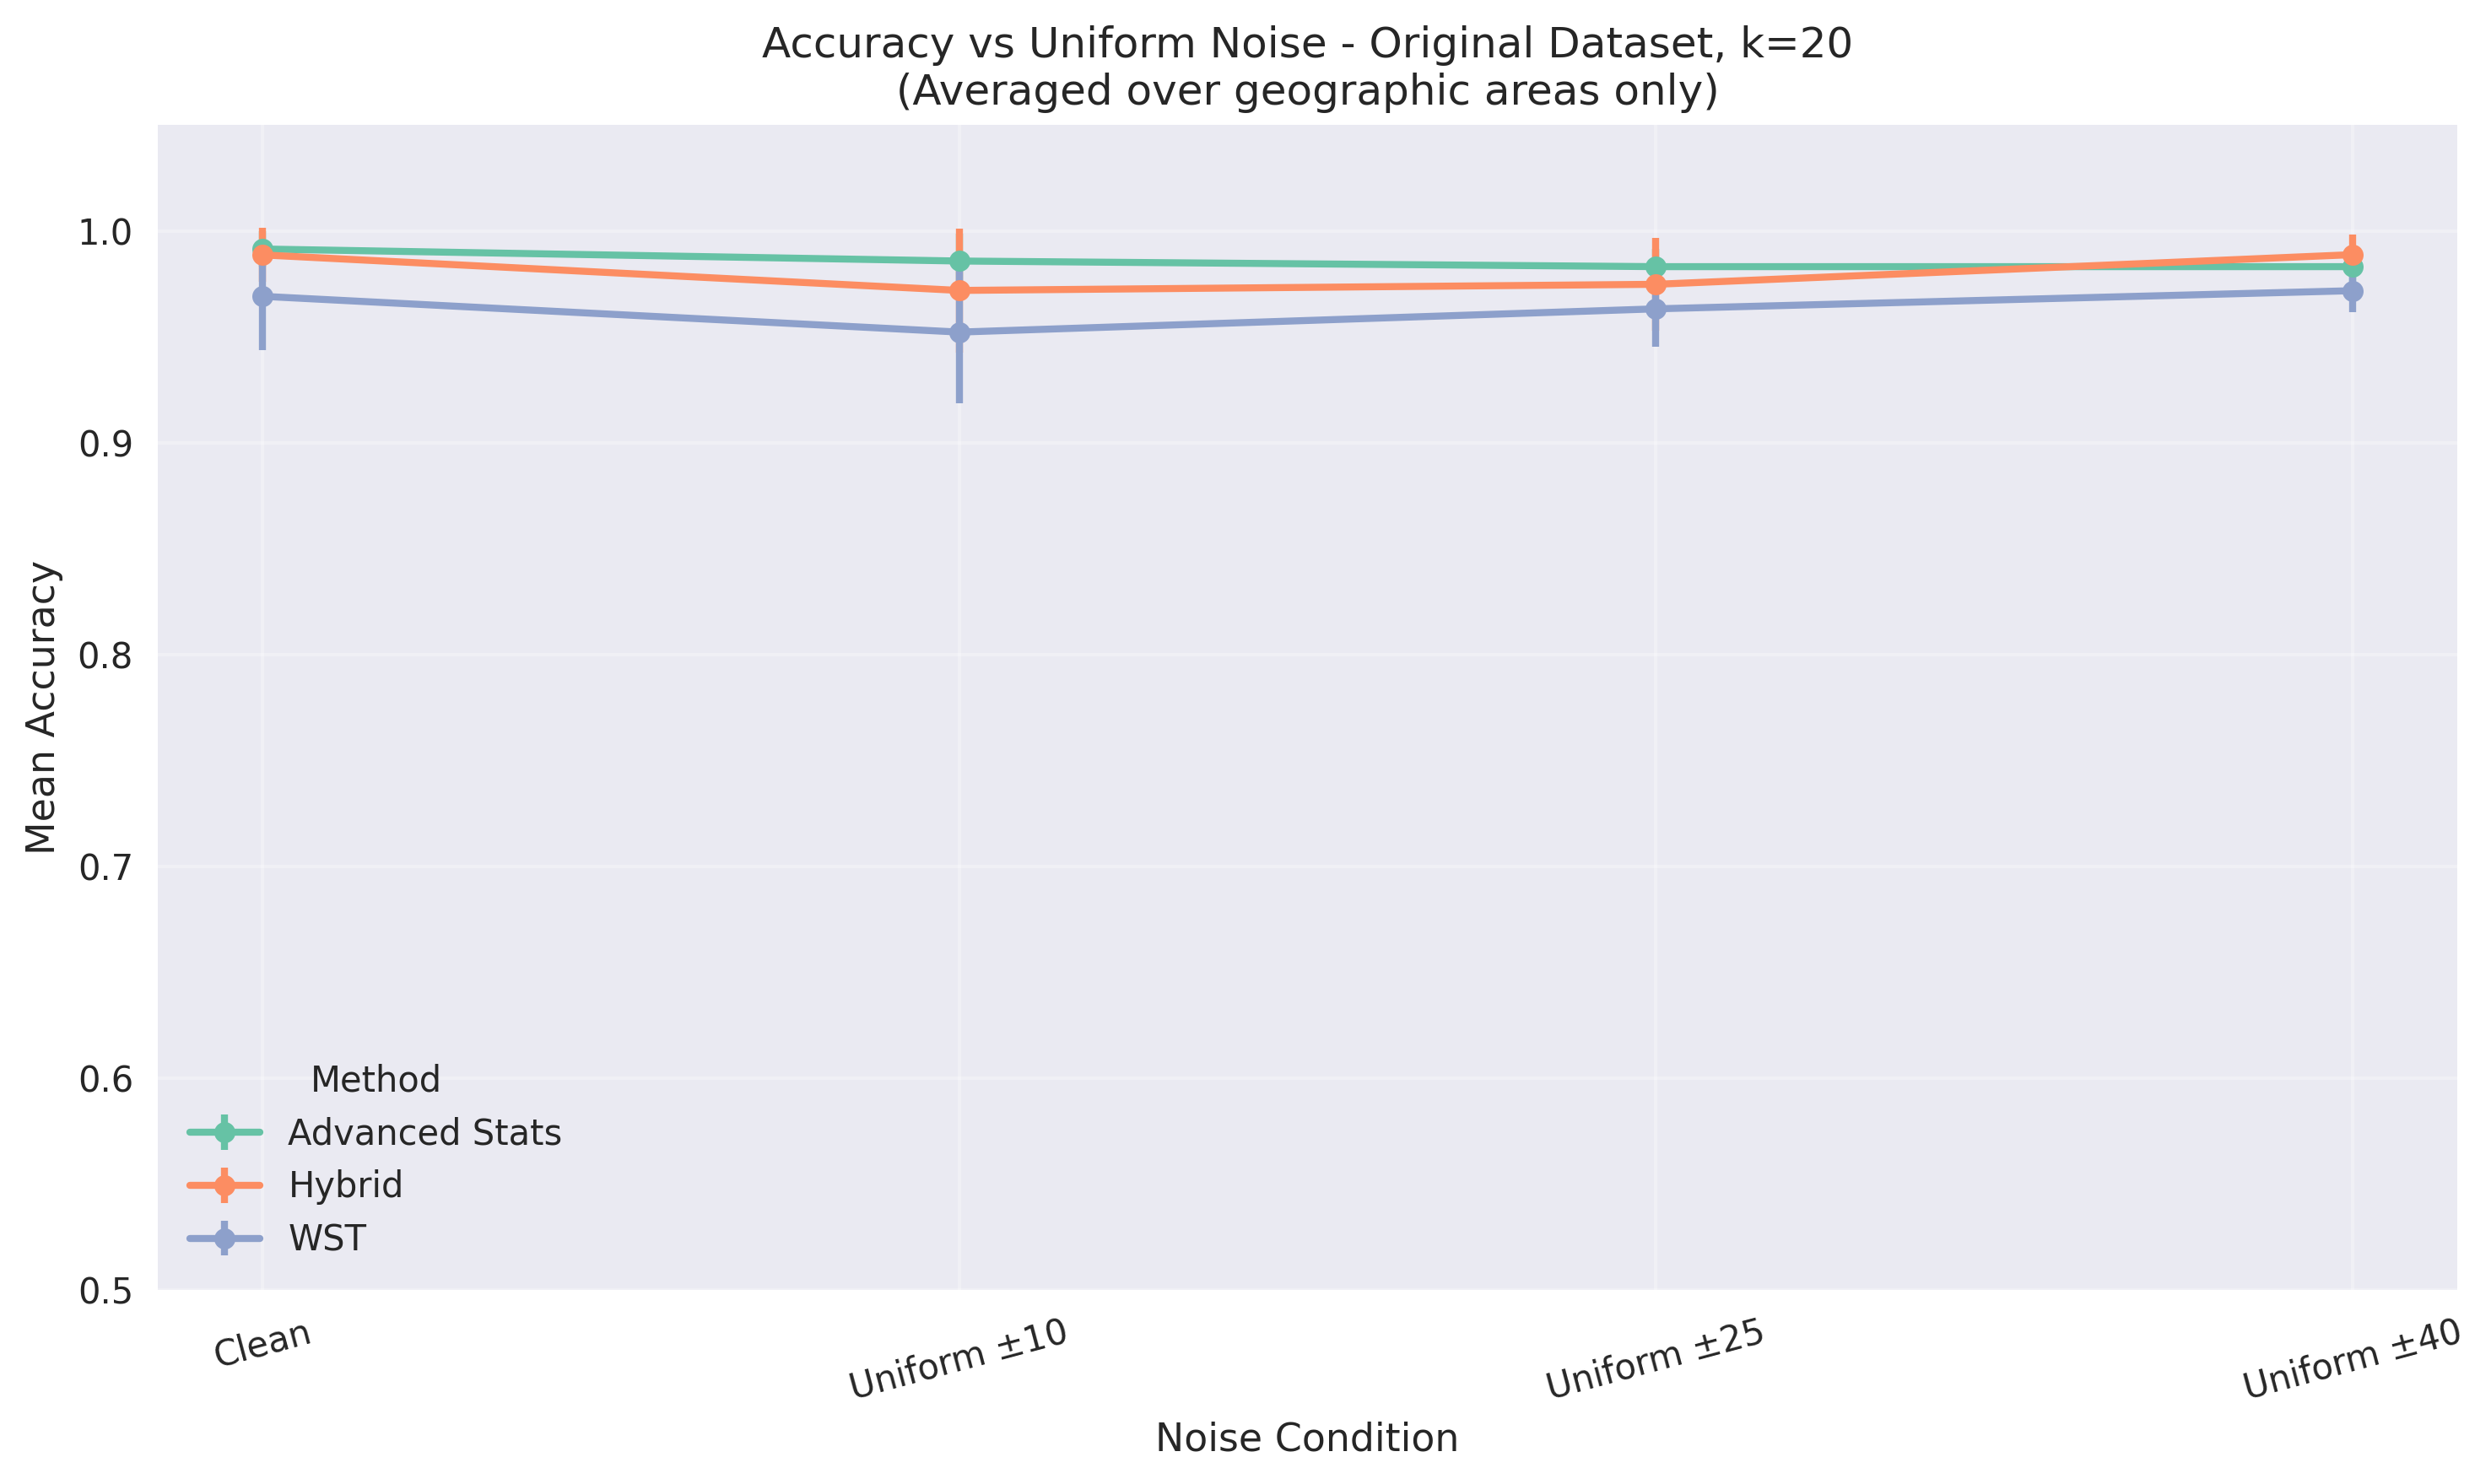 Accuracy vs Uniform Noise - Original Dataset, k=20
(Averaged over geographic areas only)
Mean Accuracy
1.0
0.9
0.8
0.7
0.6
0.5
Method
Advanced Stats
Hybrid
WST
Clean
Uniform ±10
Uniform ±25
Uniform ±40
Noise Condition